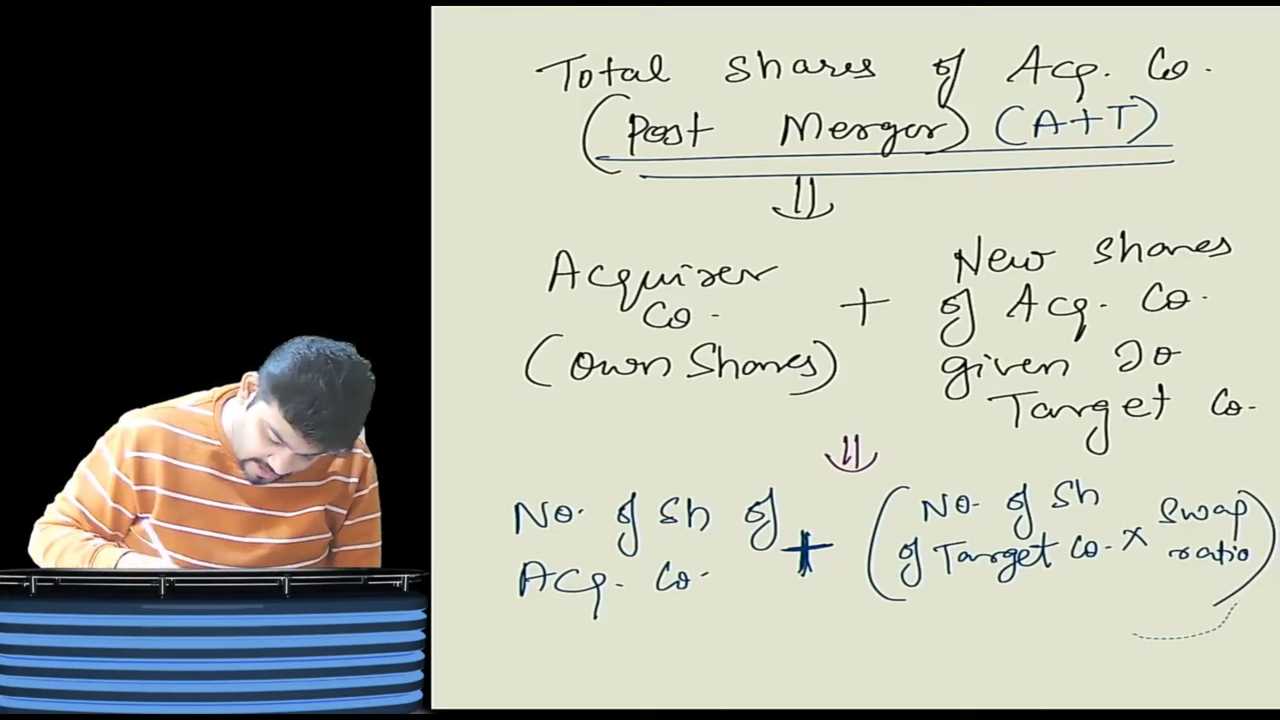 Total shares of Acq. Co.
(Post Merger) (A+T)
⇓
Acquirer
Co.
(Own Shares)
+
New shares
of Acq. Co.
given to
Target Co.
⇓
No. of Sh of
Acq. Co.
+
(No. of Sh
of Target Co. × Swap
ratio)